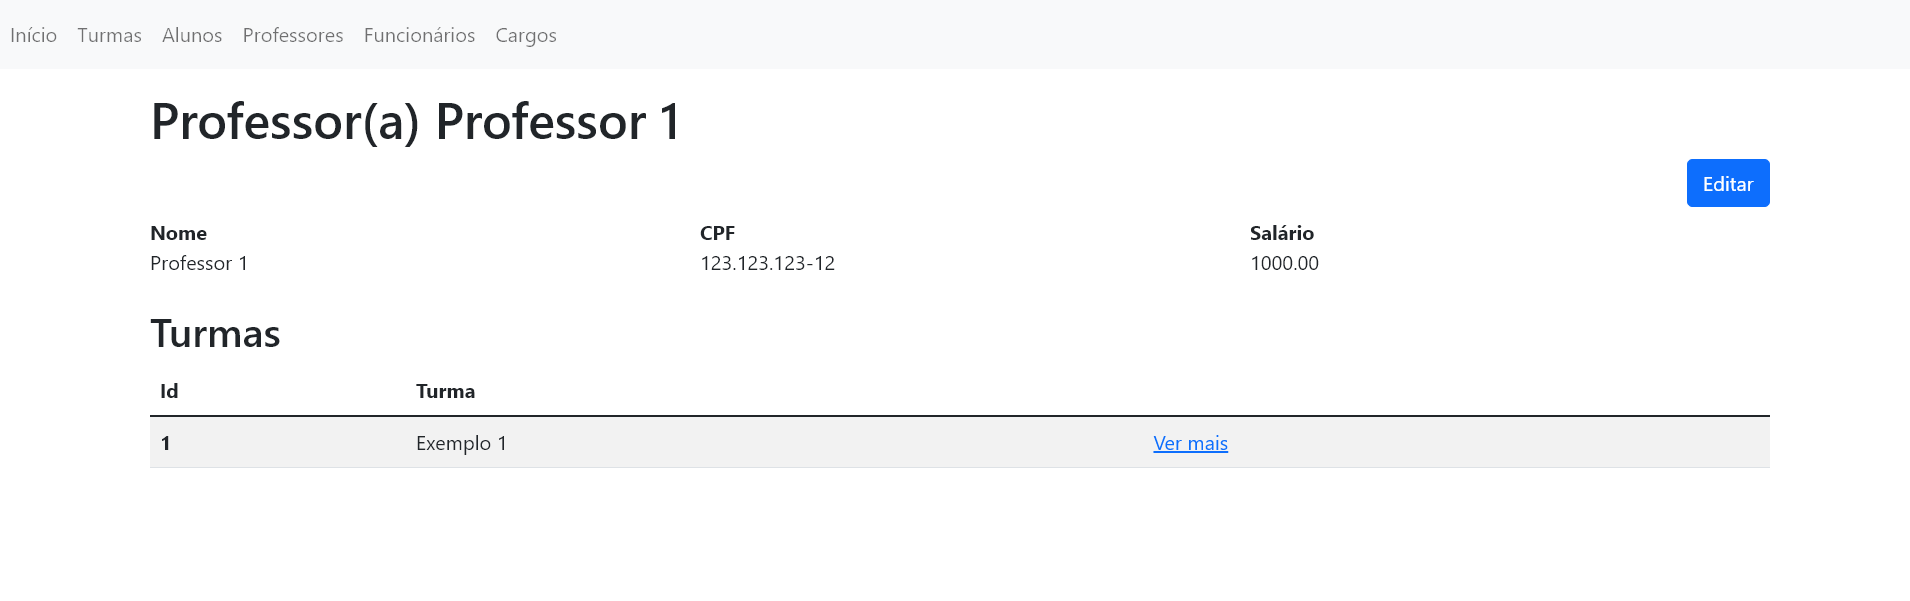 Início Turmas Alunos Professores Funcionários Cargos
Professor(a) Professor 1
Editar
Nome CPF Salário
Professor 1 123.123.123-12 1000.00
Turmas
Id Turma
1 Exemplo 1 Ver mais